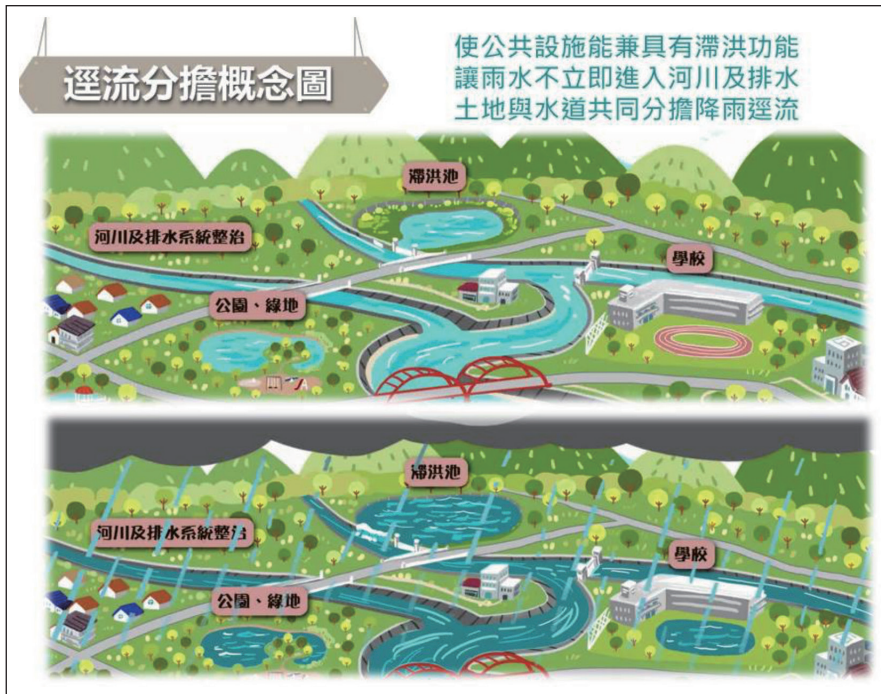 逕流分擔概念圖
使公共設施能兼具有滯洪功能
讓雨水不立即進入河川及排水
土地與水道共同分擔降雨逕流
滯洪池
河川及排水系統整治
學校
公園、綠地
滯洪池
河川及排水系統整治
學校
公園、綠地